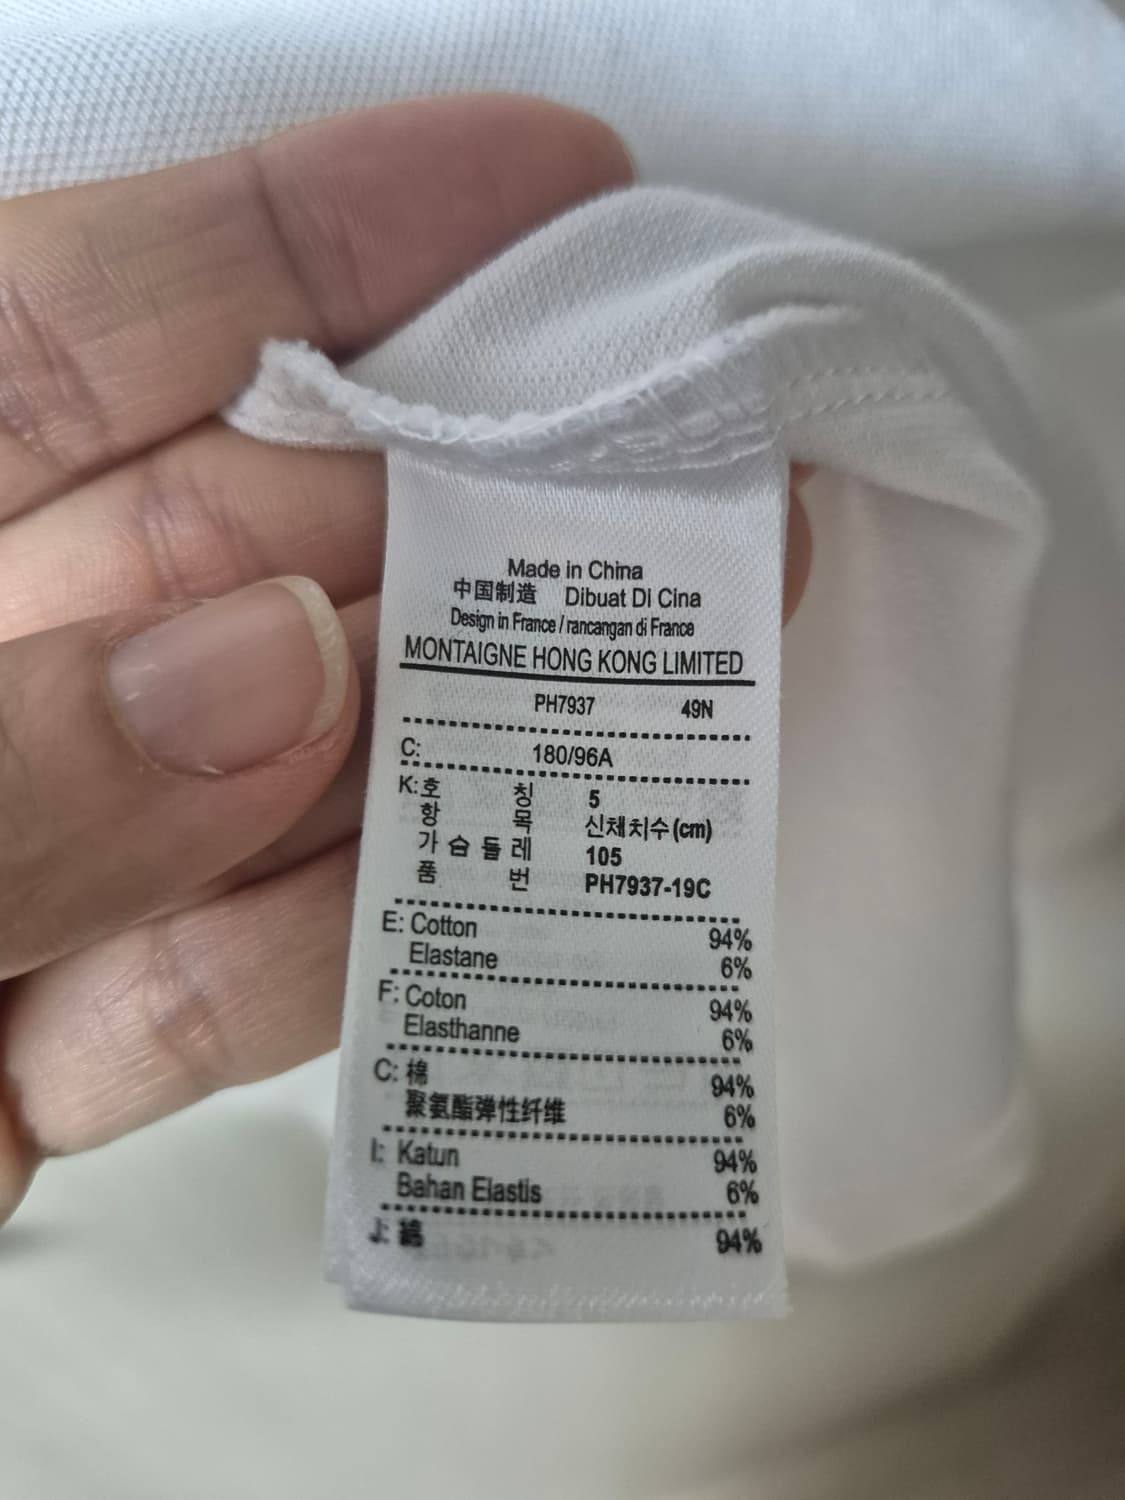 Made in China
中国制造 Dibuat Di Cina
Design in France / rancangan di France
MONTAIGNE HONG KONG LIMITED
PH7937 49N
C: 180/96A
K: 호 칭 5
항 목 신체치수(cm)
가슴둘레 105
품 번 PH7937-19C
E: Cotton 94%
Elastane 6%
F: Coton 94%
Elasthanne 6%
C: 棉 94%
聚氨酯弹性纤维 6%
I: Katun 94%
Bahan Elastis 6%
J: 綿 94%